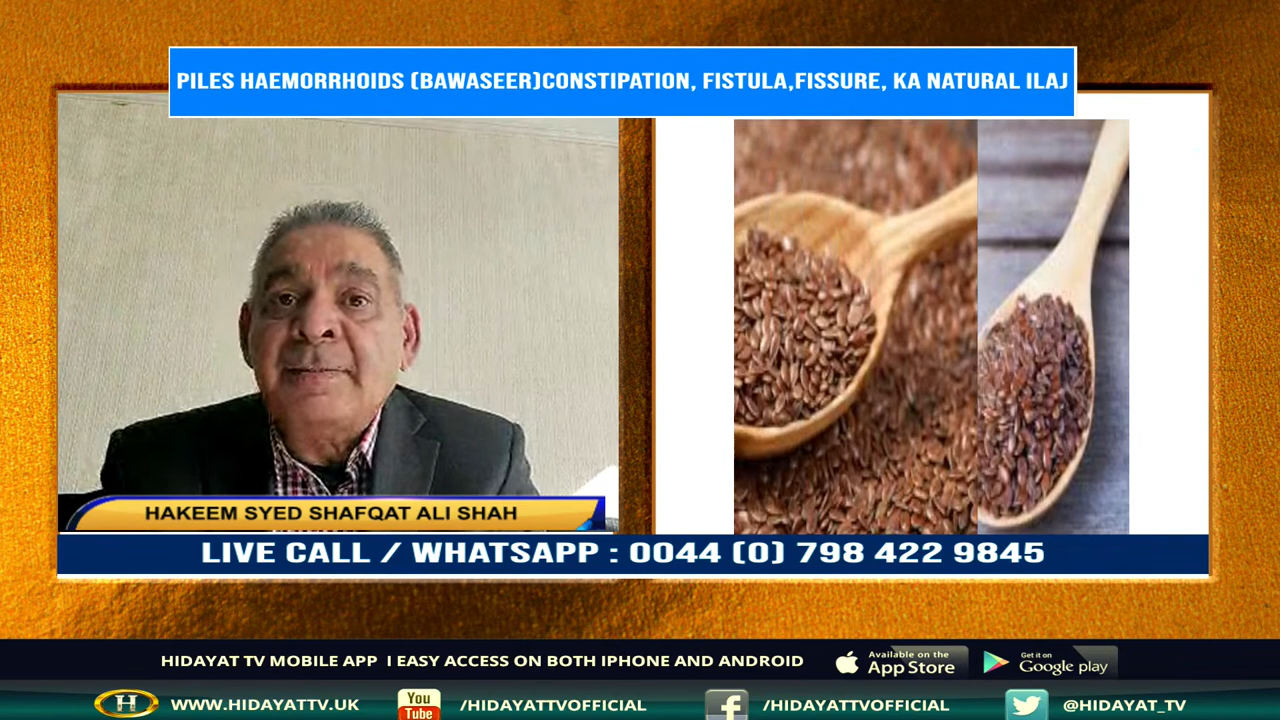 PILES HAEMORRHOIDS (BAWASEER)CONSTIPATION, FISTULA,FISSURE, KA NATURAL ILAJ
HAKEEM SYED SHAFQAT ALI SHAH
LIVE CALL / WHATSAPP : 0044 (0) 798 422 9845
HIDAYAT TV MOBILE APP I EASY ACCESS ON BOTH IPHONE AND ANDROID
Available on the
App Store
Get it on
Google play
H
WWW.HIDAYATTV.UK
You
Tube
/HIDAYATTVOFFICIAL
f
/HIDAYATTVOFFICIAL
@HIDAYAT_TV